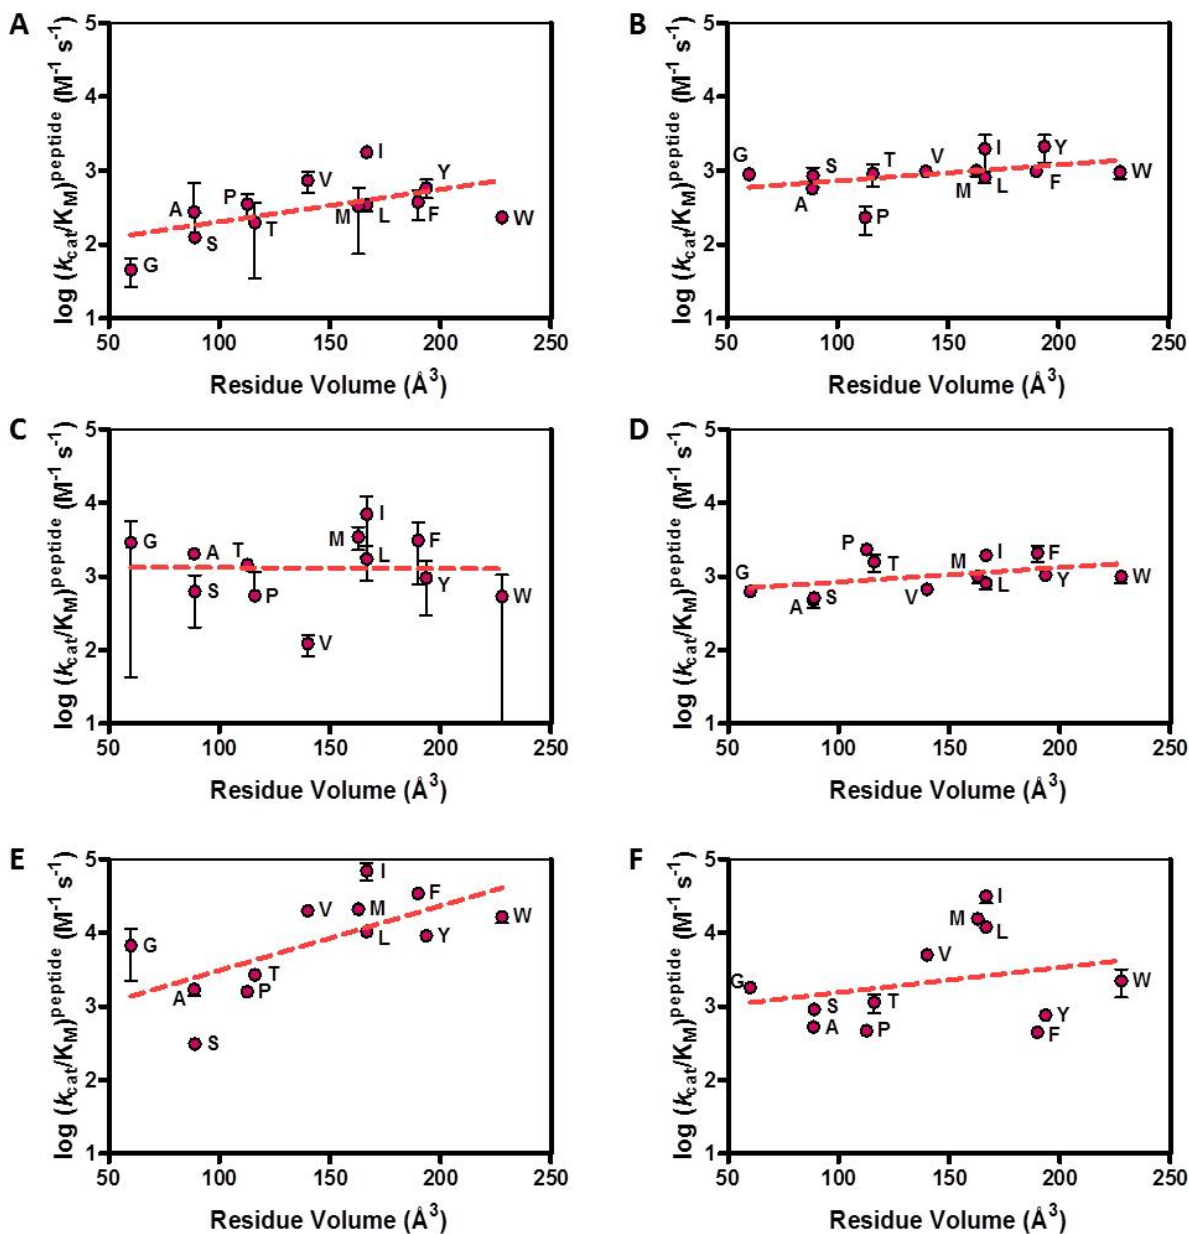 A
log (kcat/KM)peptide (M-1 s-1)
5
4
3
2
1
G
A
S
P
T
V
M
I
L
Y
F
W
50 100 150 200 250
Residue Volume (Å3)
B
log (kcat/KM)peptide (M-1 s-1)
5
4
3
2
1
G
S
A
T
P
V
M
I
L
Y
F
W
50 100 150 200 250
Residue Volume (Å3)
C
log (kcat/KM)peptide (M-1 s-1)
5
4
3
2
1
G
A
S
T
P
V
M
I
L
F
Y
W
50 100 150 200 250
Residue Volume (Å3)
D
log (kcat/KM)peptide (M-1 s-1)
5
4
3
2
1
G
A
S
P
T
V
M
I
L
F
Y
W
50 100 150 200 250
Residue Volume (Å3)
E
log (kcat/KM)peptide (M-1 s-1)
5
4
3
2
1
G
A
S
T
P
V
I
M
L
F
Y
W
50 100 150 200 250
Residue Volume (Å3)
F
log (kcat/KM)peptide (M-1 s-1)
5
4
3
2
1
G
S
A
T
P
V
M
I
L
Y
F
W
50 100 150 200 250
Residue Volume (Å3)